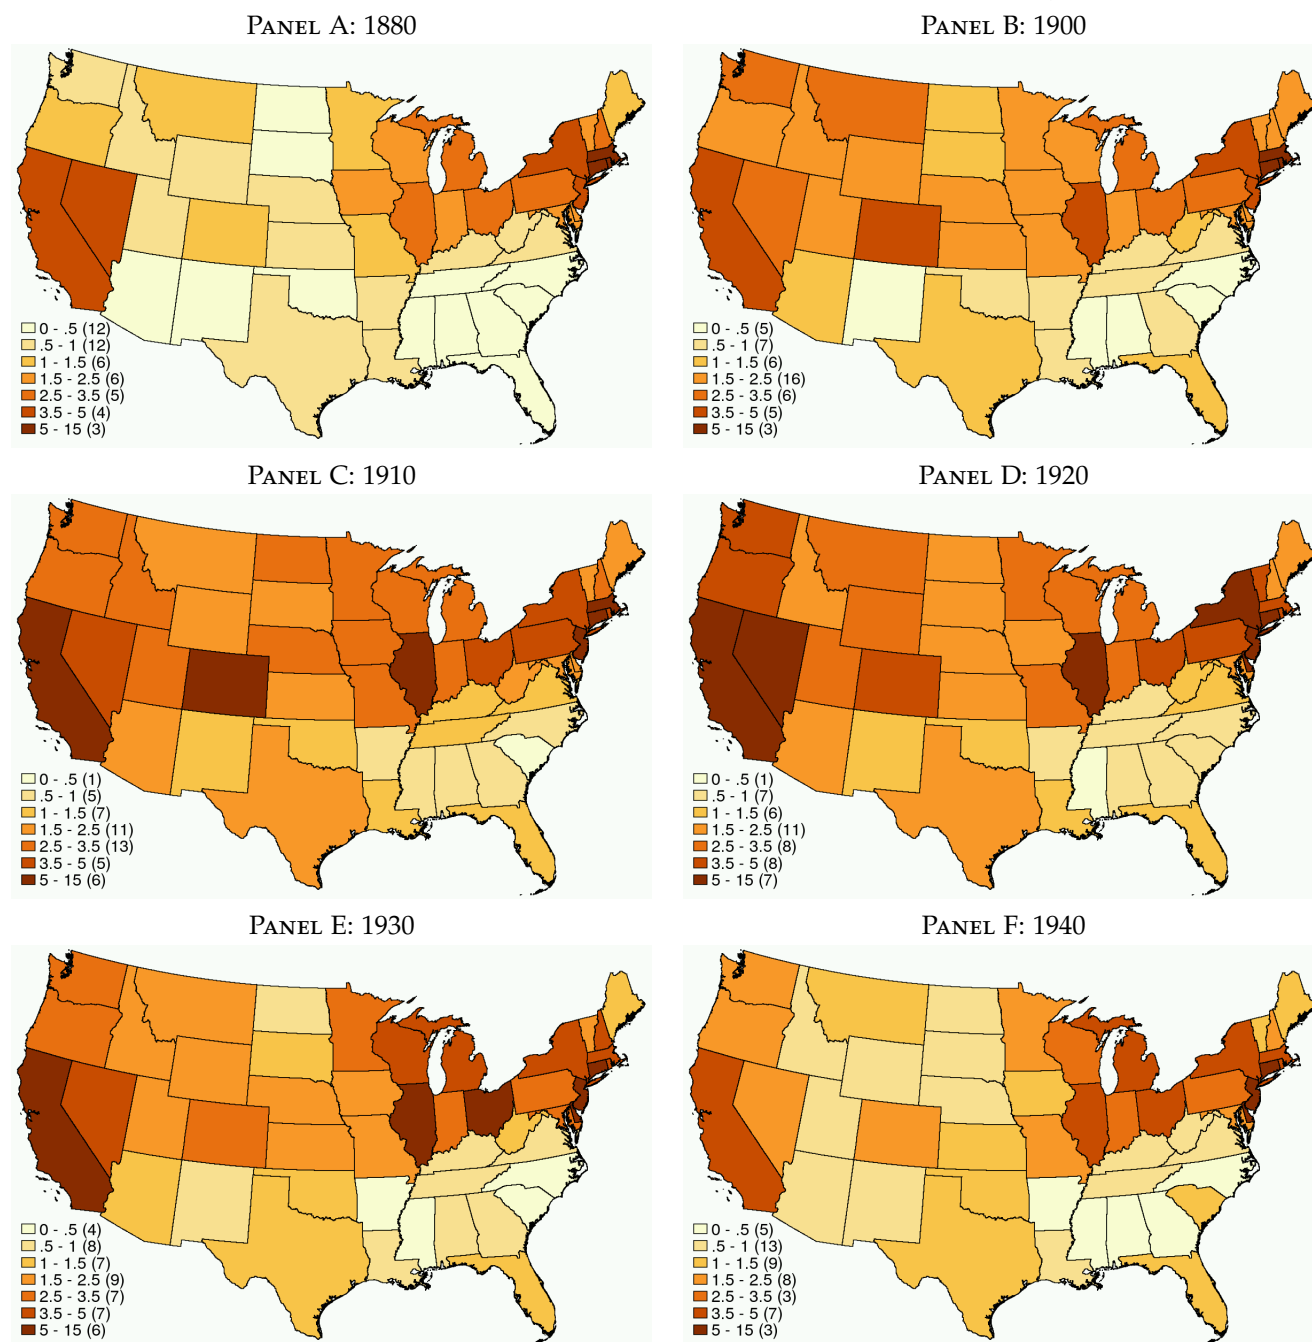 Panel A: 1880
0 - .5 (12)
.5 - 1 (12)
1 - 1.5 (6)
1.5 - 2.5 (6)
2.5 - 3.5 (5)
3.5 - 5 (4)
5 - 15 (3)
Panel B: 1900
0 - .5 (5)
.5 - 1 (7)
1 - 1.5 (6)
1.5 - 2.5 (16)
2.5 - 3.5 (6)
3.5 - 5 (5)
5 - 15 (3)
Panel C: 1910
0 - .5 (1)
.5 - 1 (5)
1 - 1.5 (7)
1.5 - 2.5 (11)
2.5 - 3.5 (13)
3.5 - 5 (5)
5 - 15 (6)
Panel D: 1920
0 - .5 (1)
.5 - 1 (7)
1 - 1.5 (6)
1.5 - 2.5 (11)
2.5 - 3.5 (8)
3.5 - 5 (8)
5 - 15 (7)
Panel E: 1930
0 - .5 (4)
.5 - 1 (8)
1 - 1.5 (7)
1.5 - 2.5 (9)
2.5 - 3.5 (7)
3.5 - 5 (7)
5 - 15 (6)
Panel F: 1940
0 - .5 (5)
.5 - 1 (13)
1 - 1.5 (9)
1.5 - 2.5 (8)
2.5 - 3.5 (3)
3.5 - 5 (7)
5 - 15 (3)